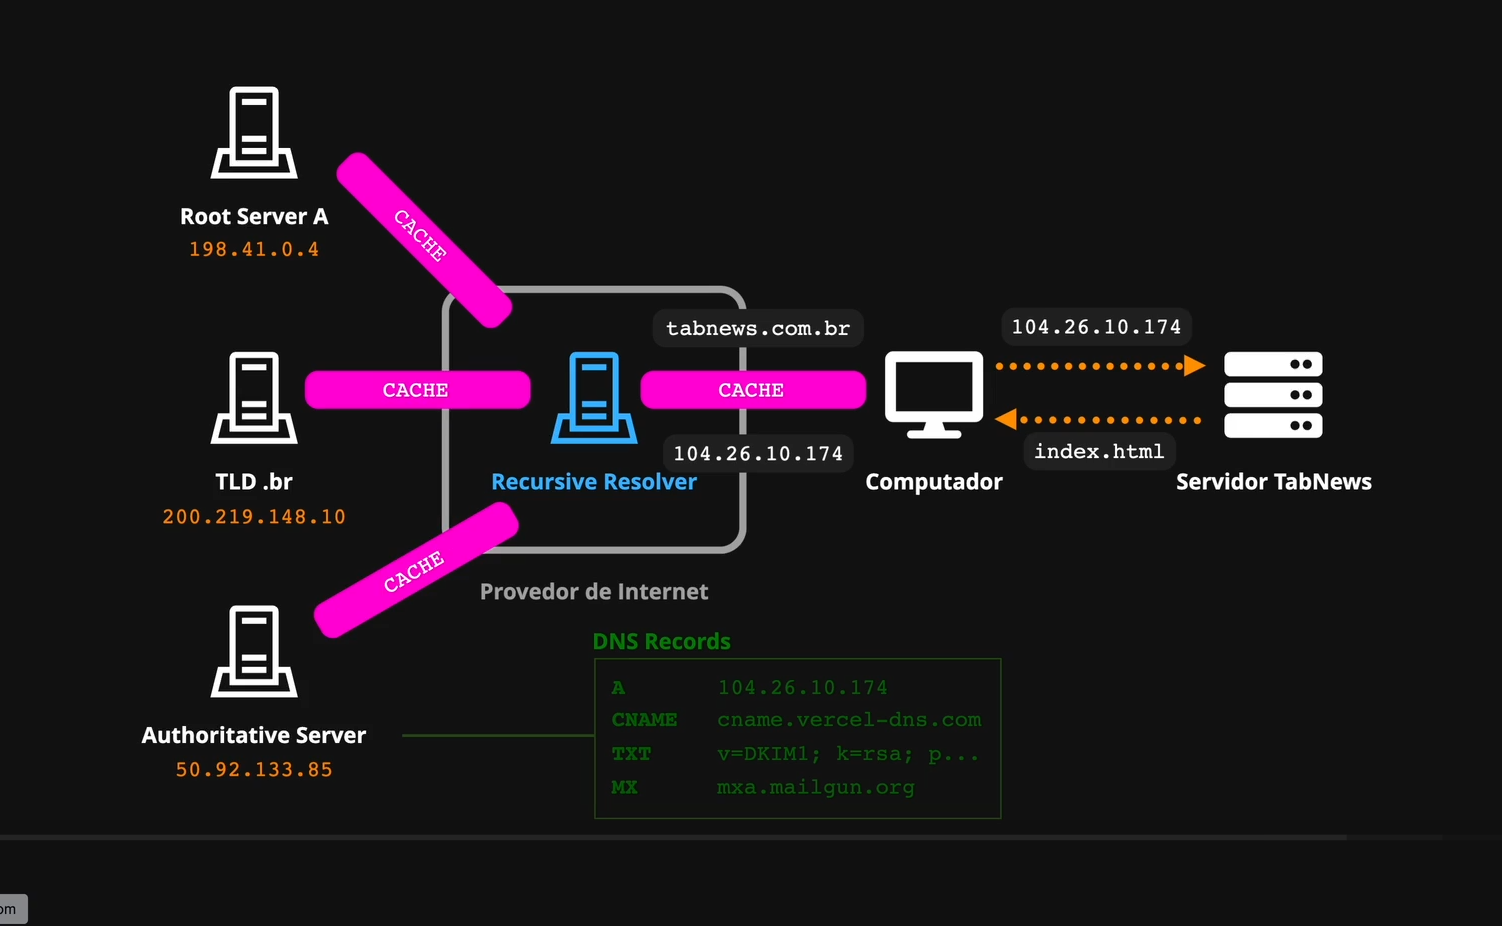 Root Server A
198.41.0.4
CACHE
tabnews.com.br
104.26.10.174
CACHE
CACHE
104.26.10.174
index.html
TLD .br
200.219.148.10
Recursive Resolver
Computador
Servidor TabNews
CACHE
Provedor de Internet
Authoritative Server
50.92.133.85
DNS Records
A 104.26.10.174
CNAME cname.vercel-dns.com
TXT v=DKIM1; k=rsa; p...
MX mxa.mailgun.org
om